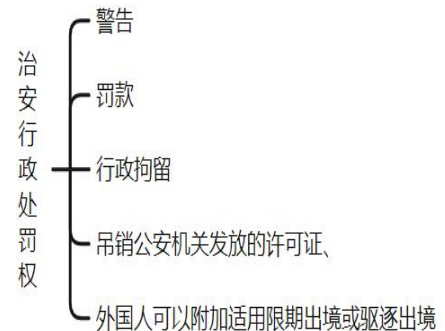 治安行政处罚权
警告
罚款
行政拘留
吊销公安机关发放的许可证、
外国人可以附加适用限期出境或驱逐出境